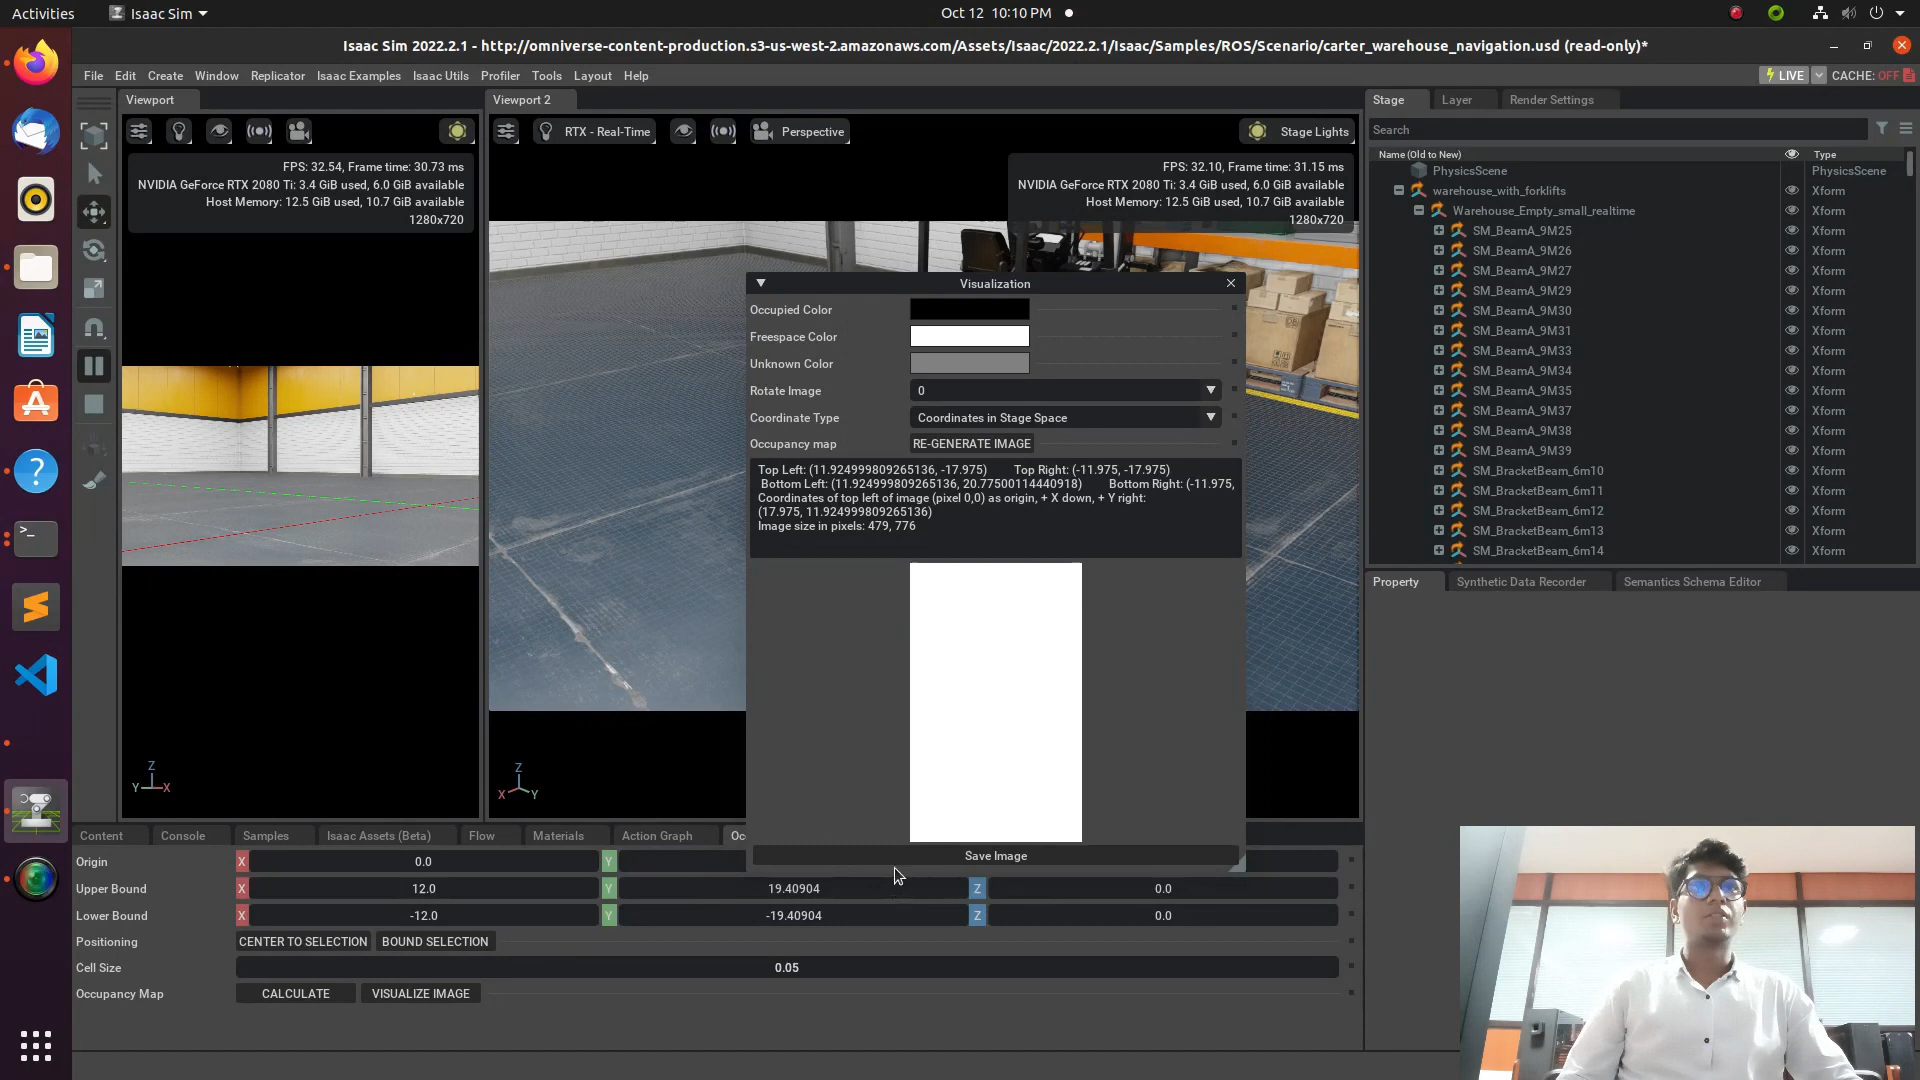 Activities
Isaac Sim
Oct 12 10:10 PM
Isaac Sim 2022.2.1 - http://omniverse-content-production.s3-us-west-2.amazonaws.com/Assets/Isaac/2022.2.1/Isaac/Samples/ROS/Scenario/carter_warehouse_navigation.usd (read-only)*
File Edit Create Window Replicator Isaac Examples Isaac Utils Profiler Tools Layout Help
LIVE CACHE: OFF
Viewport
Viewport 2
RTX - Real-Time
Perspective
Stage Lights
FPS: 32.54, Frame time: 30.73 ms
NVIDIA GeForce RTX 2080 Ti: 3.4 GiB used, 6.0 GiB available
Host Memory: 12.5 GiB used, 10.7 GiB available
1280x720
FPS: 32.10, Frame time: 31.15 ms
NVIDIA GeForce RTX 2080 Ti: 3.4 GiB used, 6.0 GiB available
Host Memory: 12.5 GiB used, 10.7 GiB available
1280x720
Z
Y X
Z
X Y
Visualization
Occupied Color
Freespace Color
Unknown Color
Rotate Image 0
Coordinate Type Coordinates in Stage Space
Occupancy map RE-GENERATE IMAGE
Top Left: (11.924999809265136, -17.975) Top Right: (-11.975, -17.975)
Bottom Left: (11.924999809265136, 20.77500114440918) Bottom Right: (-11.975,
Coordinates of top left of image (pixel 0,0) as origin, + X down, + Y right:
(17.975, 11.924999809265136)
Image size in pixels: 479, 776
Save Image
Stage Layer Render Settings
Search
Name (Old to New) Type
PhysicsScene PhysicsScene
warehouse_with_forklifts Xform
Warehouse_Empty_small_realtime Xform
SM_BeamA_9M25 Xform
SM_BeamA_9M26 Xform
SM_BeamA_9M27 Xform
SM_BeamA_9M29 Xform
SM_BeamA_9M30 Xform
SM_BeamA_9M31 Xform
SM_BeamA_9M33 Xform
SM_BeamA_9M34 Xform
SM_BeamA_9M35 Xform
SM_BeamA_9M37 Xform
SM_BeamA_9M38 Xform
SM_BeamA_9M39 Xform
SM_BracketBeam_6m10 Xform
SM_BracketBeam_6m11 Xform
SM_BracketBeam_6m12 Xform
SM_BracketBeam_6m13 Xform
SM_BracketBeam_6m14 Xform
Property Synthetic Data Recorder Semantics Schema Editor
Content Console Samples Isaac Assets (Beta) Flow Materials Action Graph Oc
Origin X 0.0 Y
Upper Bound X 12.0 Y 19.40904 Z 0.0
Lower Bound X -12.0 Y -19.40904 Z 0.0
Positioning CENTER TO SELECTION BOUND SELECTION
Cell Size 0.05
Occupancy Map CALCULATE VISUALIZE IMAGE